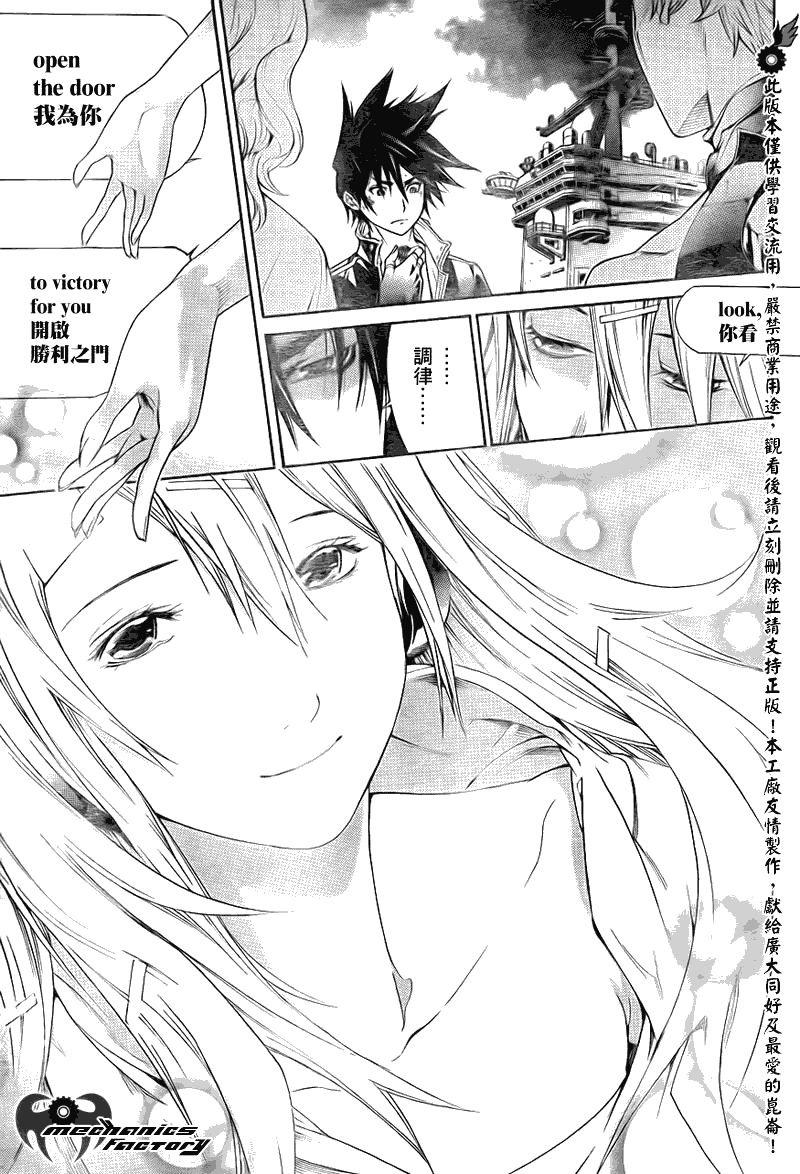 look,
你看
……
調律……
open
the door
我為你
to victory
for you
開啟
勝利之門
此版本僅供學習交流用，嚴禁商業用途，觀看後請立刻刪除並請支持正版！本工廠友情製作，獻給廣大同好及最愛的崑崙！
mechanics
Factory